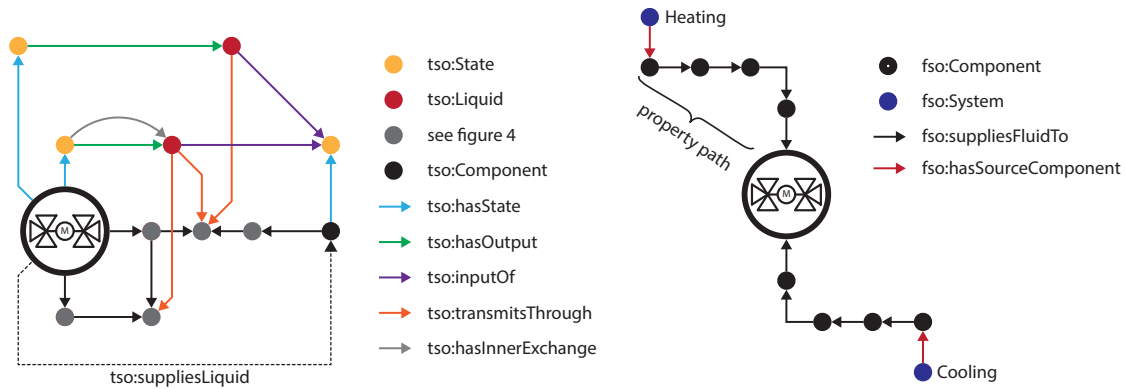 tso:State
tso:Liquid
see figure 4
tso:Component
tso:hasState
tso:hasOutput
tso:inputOf
tso:transmitsThrough
tso:hasInnerExchange
M
tso:suppliesLiquid
Heating
property path
M
Cooling
fso:Component
fso:System
fso:suppliesFluidTo
fso:hasSourceComponent